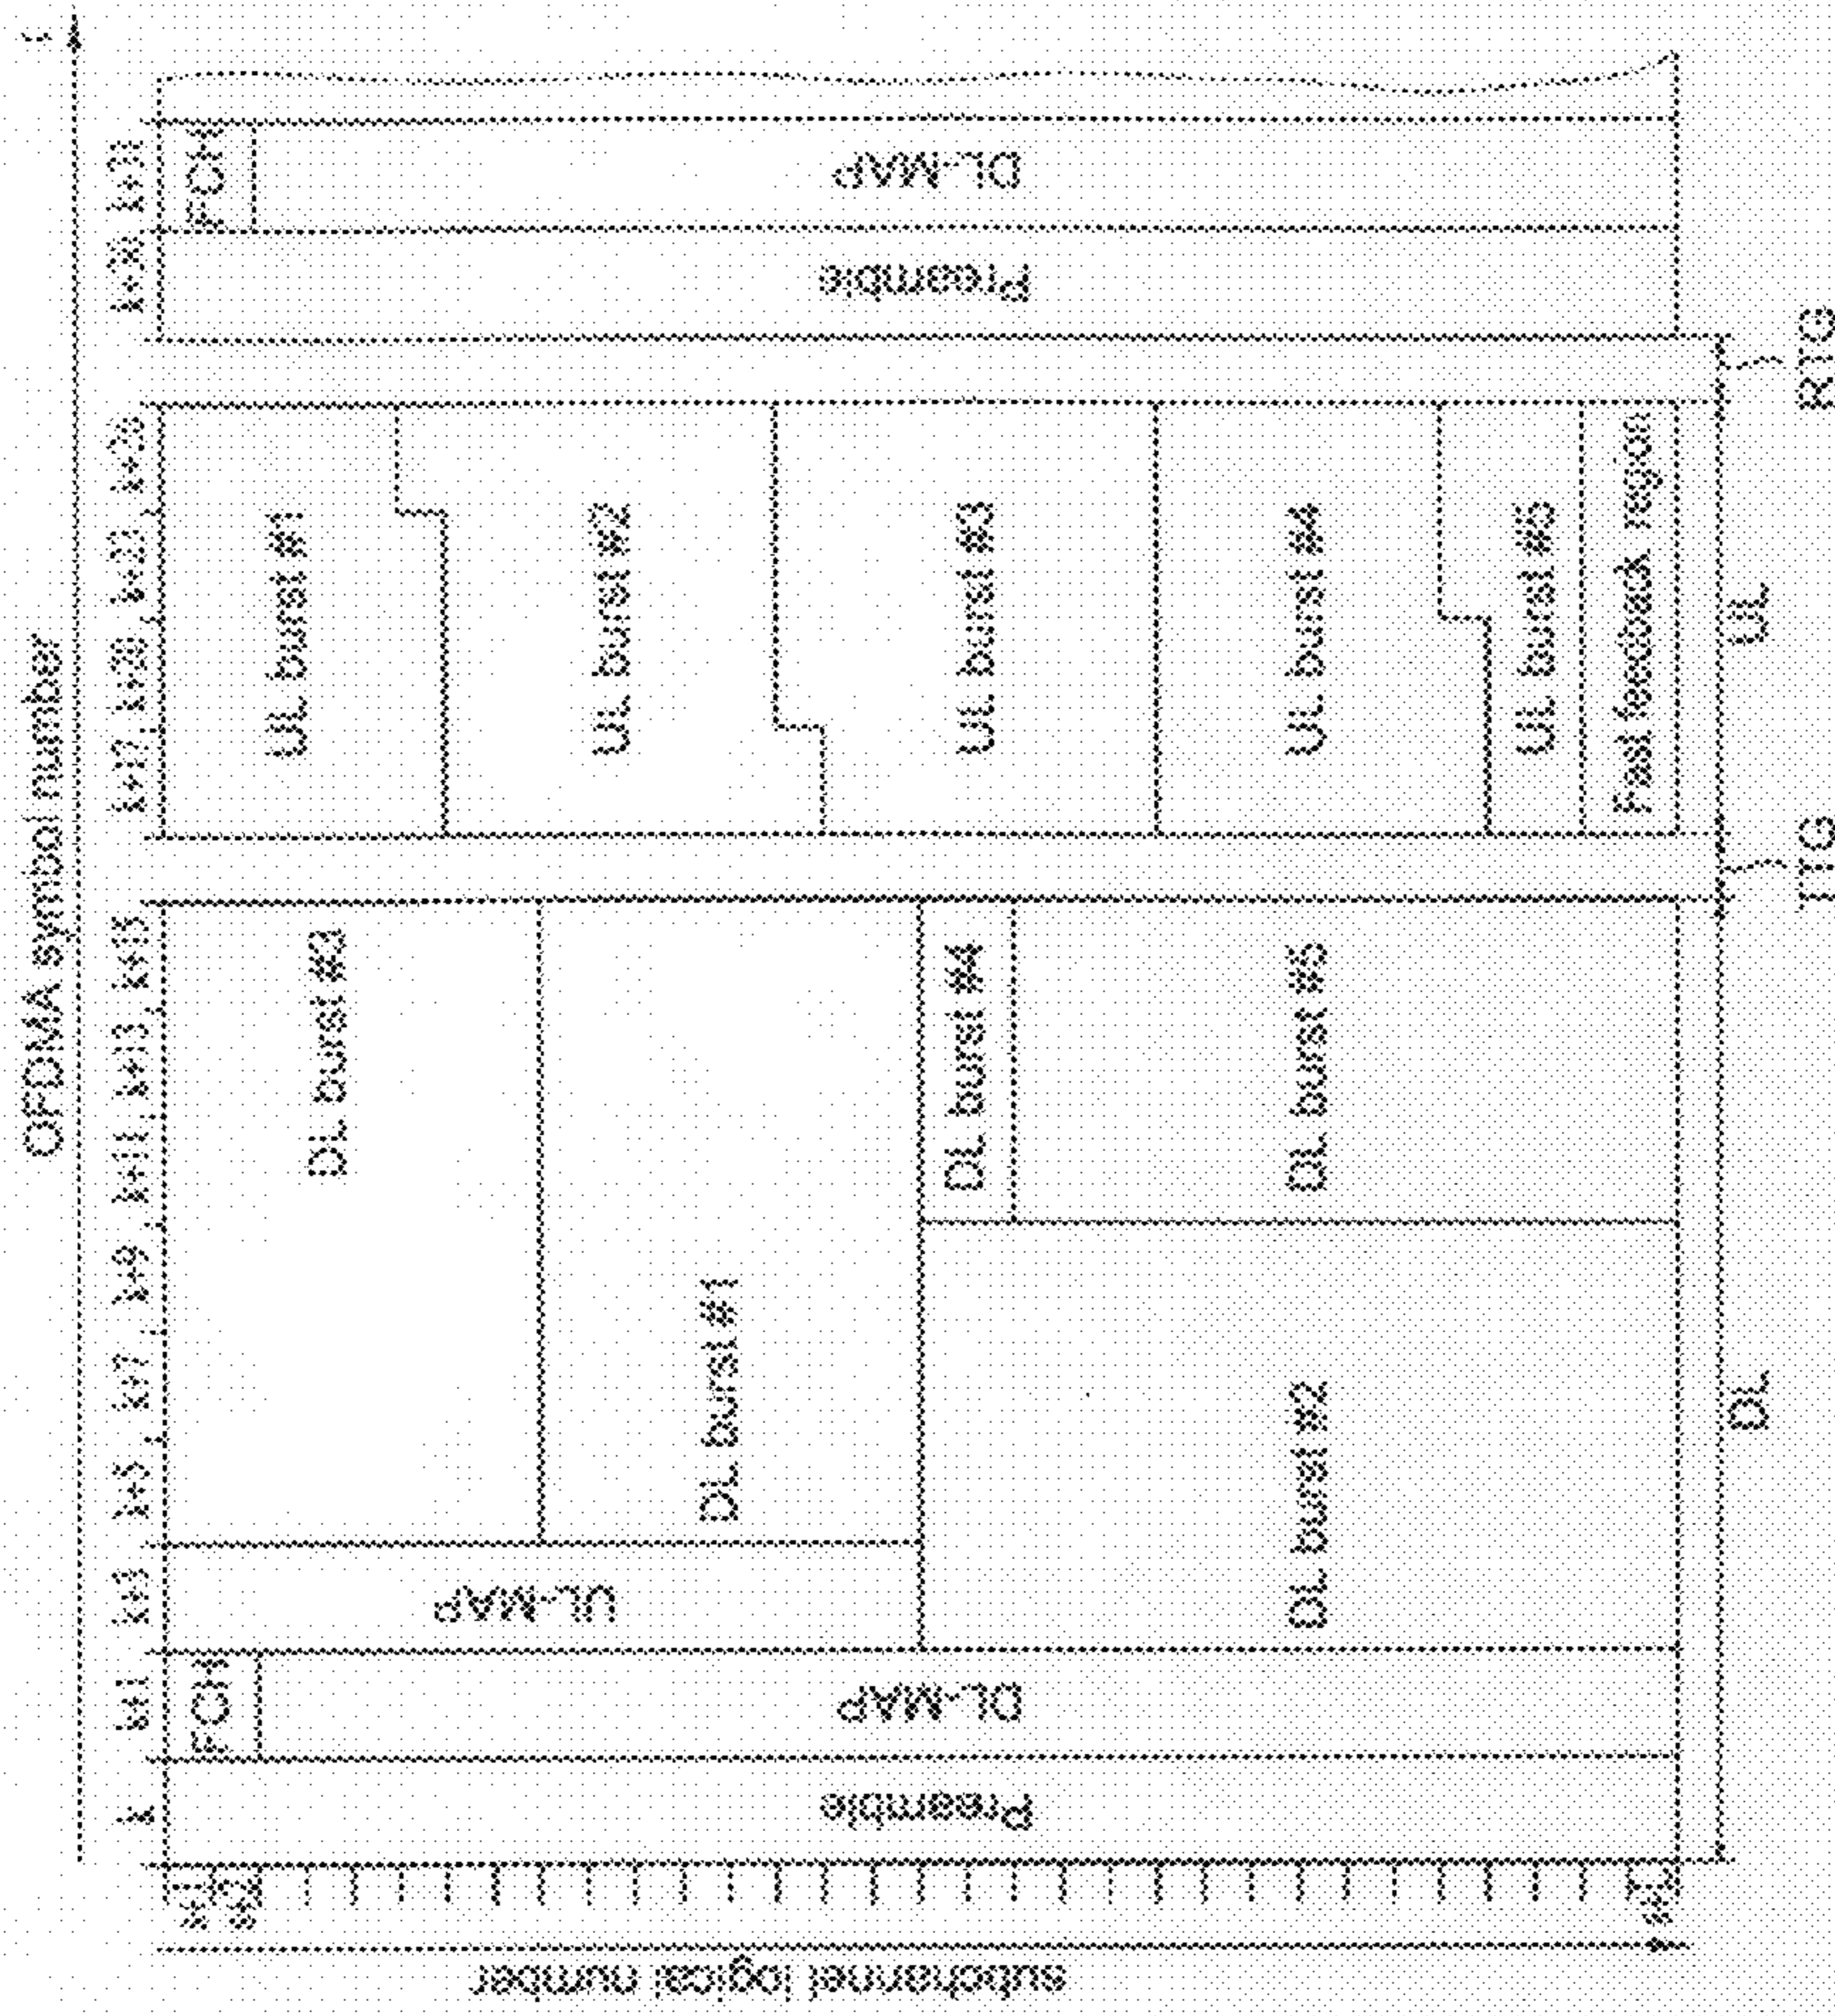 OFDMA symbol number
t
k k+1 k+3 k+5 k+7 k+9 k+11 k+13 k+15 k+17 k+20 k+23 k+26 k+30 k+31
subchannel logical number
Preamble
FCH
DL-MAP
UL-MAP
DL burst #3
DL burst #1
DL burst #2
DL burst #4
DL burst #5
UL burst #1
UL burst #2
UL burst #3
UL burst #4
UL burst #5
Fast feedback region
Preamble
FCH
DL-MAP
DL
TTG
UL
RTG